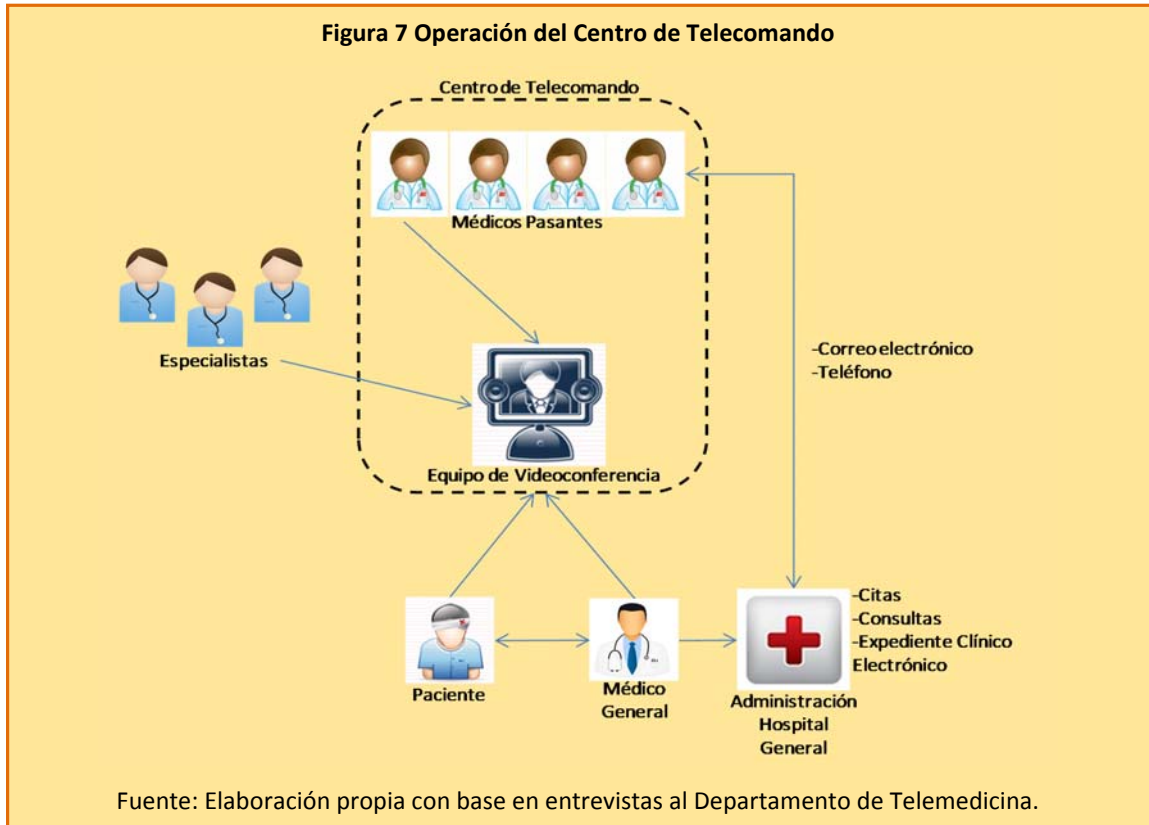 Figura 7 Operación del Centro de Telecomando
Centro de Telecomando
Médicos Pasantes
Especialistas
-Correo electrónico
-Teléfono
Equipo de Videoconferencia
-Citas
-Consultas
-Expediente Clínico
Electrónico
Paciente
Médico
General
Administración
Hospital
General
Fuente: Elaboración propia con base en entrevistas al Departamento de Telemedicina.